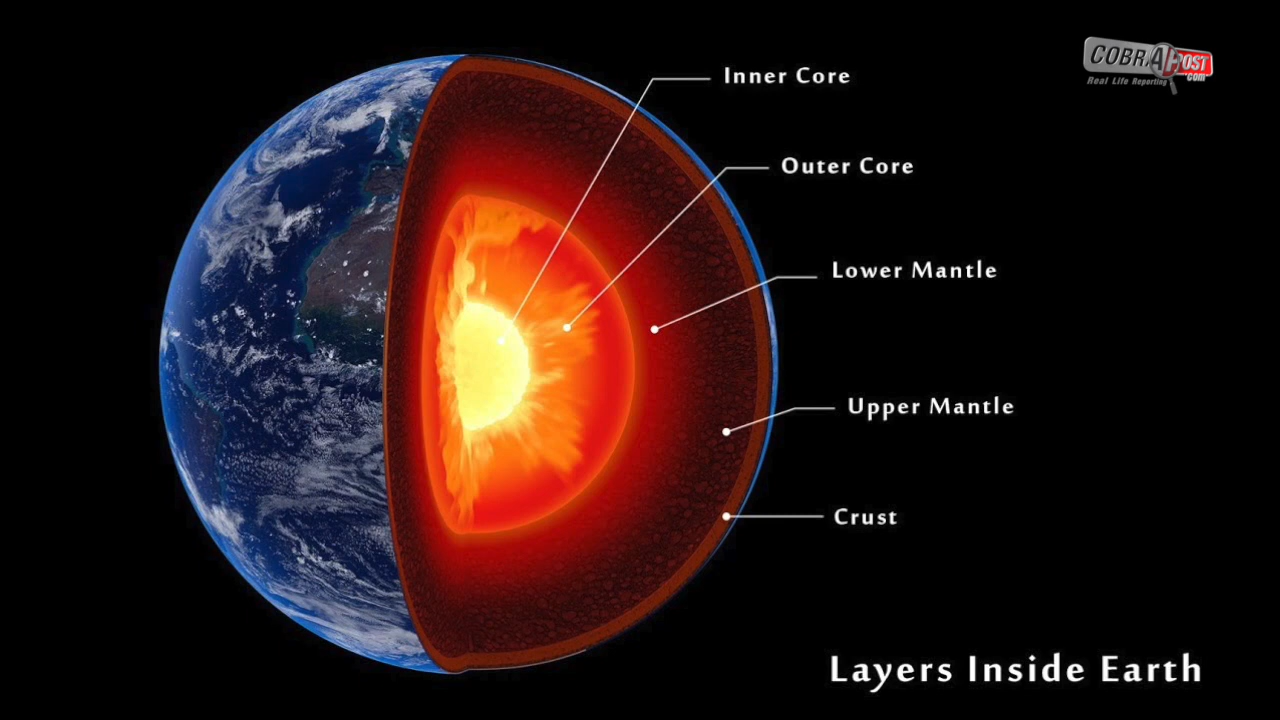 COBRAPOST
.com
Real Life Reporting
Inner Core
Outer Core
Lower Mantle
Upper Mantle
Crust
Layers Inside Earth